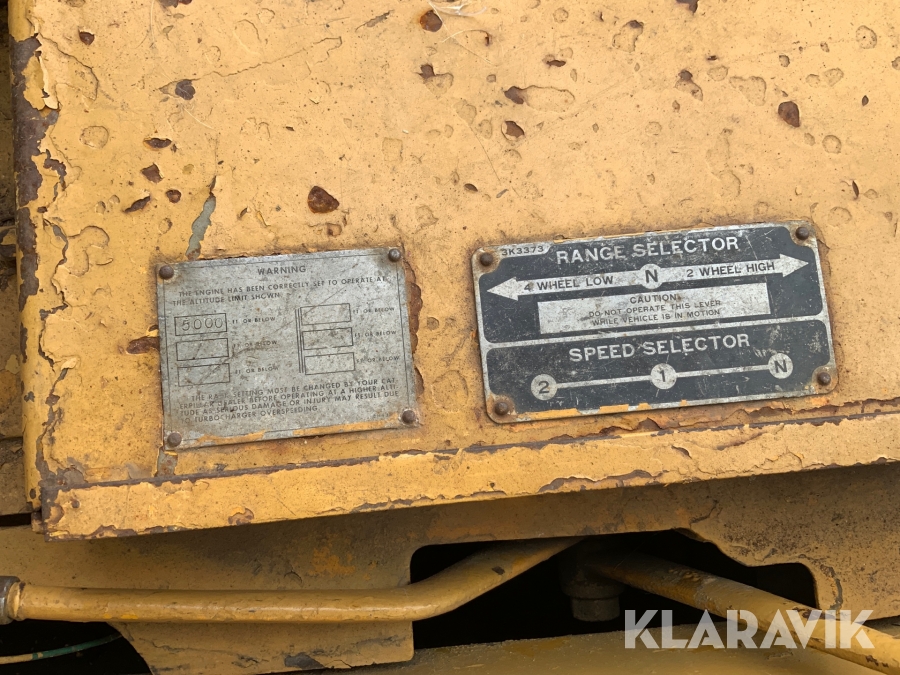 WARNING
THE ENGINE HAS BEEN CORRECTLY SET TO OPERATE AT
THE ALTITUDE LIMIT SHOWN.
5000 FT OR BELOW
FT OR BELOW
FT OR BELOW
FT OR BELOW
FT OR BELOW
FT OR BELOW
THE RACK SETTING MUST BE CHANGED BY YOUR CAT-
ERPILLAR DEALER BEFORE OPERATING AT A HIGHER ALTI-
TUDE AS SERIOUS DAMAGE OR INJURY MAY RESULT DUE
TO TURBOCHARGER OVERSPEEDING.
3K3373
RANGE SELECTOR
4 WHEEL LOW N 2 WHEEL HIGH
CAUTION
DO NOT OPERATE THIS LEVER
WHILE VEHICLE IS IN MOTION
SPEED SELECTOR
2 1 N
KLARAVIK